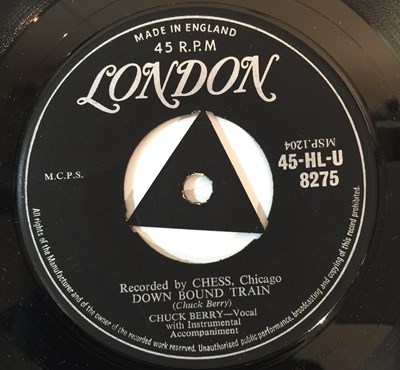 MADE IN ENGLAND
45 R.P.M
LONDON
MSP.1204
45-HL-U
8275
M.C.P.S.
Recorded by CHESS, Chicago
DOWN BOUND TRAIN
(Chuck Berry)
CHUCK BERRY—Vocal
with Instrumental
Accompaniment
All rights of the Manufacturer and of the owner of the recorded work reserved. Unauthorised public performance, broadcasting and copying of this record prohibited.